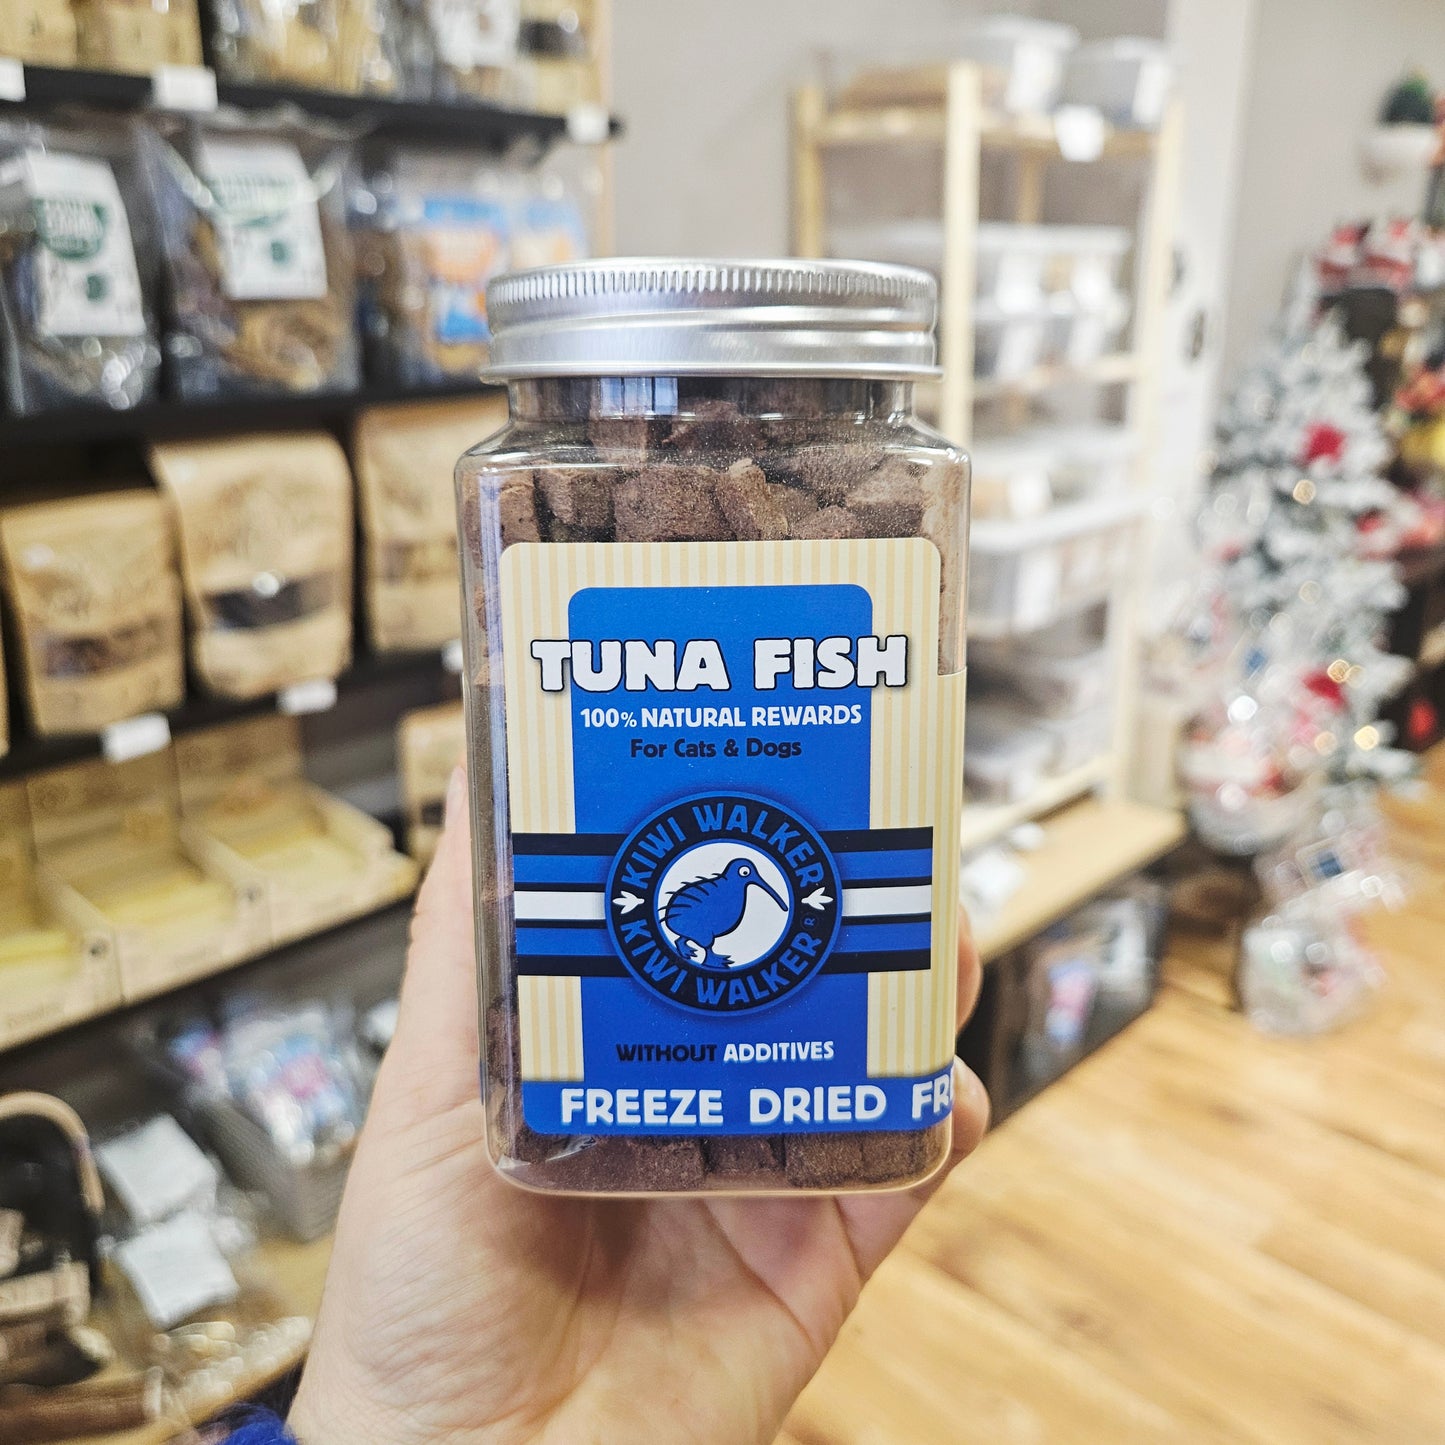 TUNA FISH
100% NATURAL REWARDS
For Cats & Dogs
KIWI WALKER
KIWI WALKER
R
WITHOUT ADDITIVES
FREEZE DRIED FR